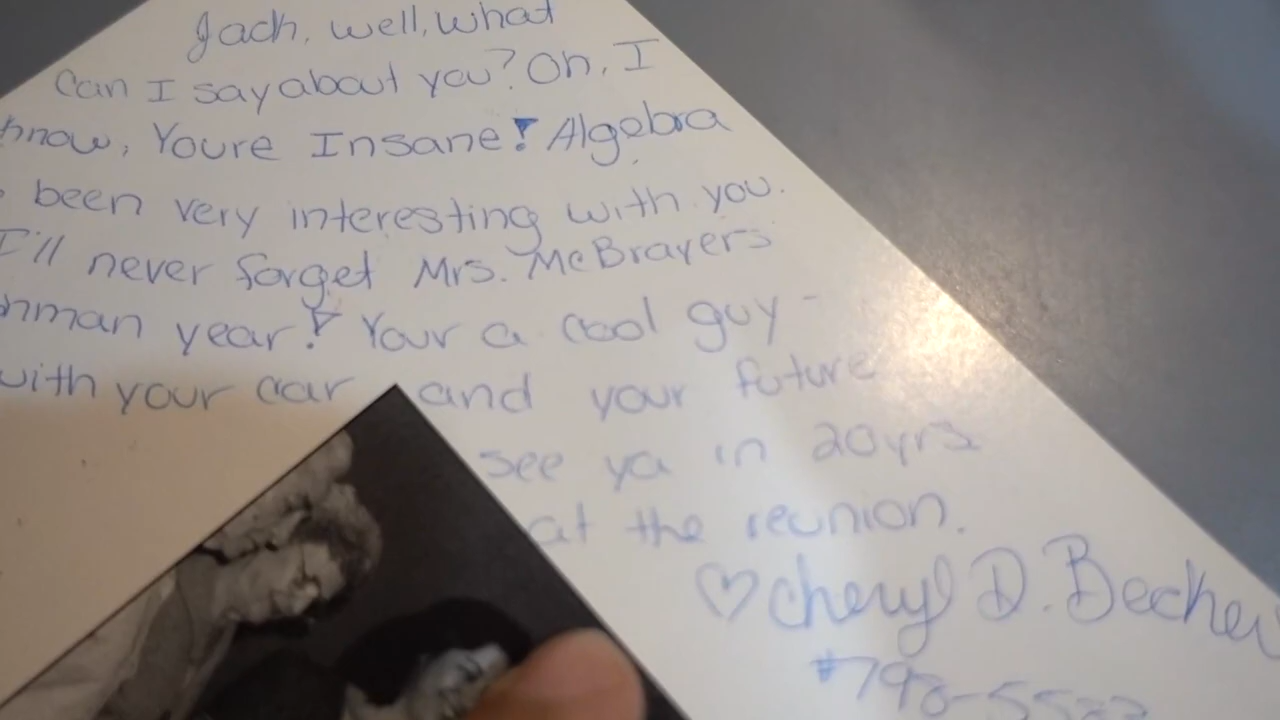 Jack, well, what
Can I say about you? Oh, I
know, Youre Insane! Algebra
been very interesting with you.
I'll never forget Mrs. McBrayers
year! Your a cool guy -
with your car and your future
see ya in 20yrs
at the reunion.
♡ Cheryl D. Becker